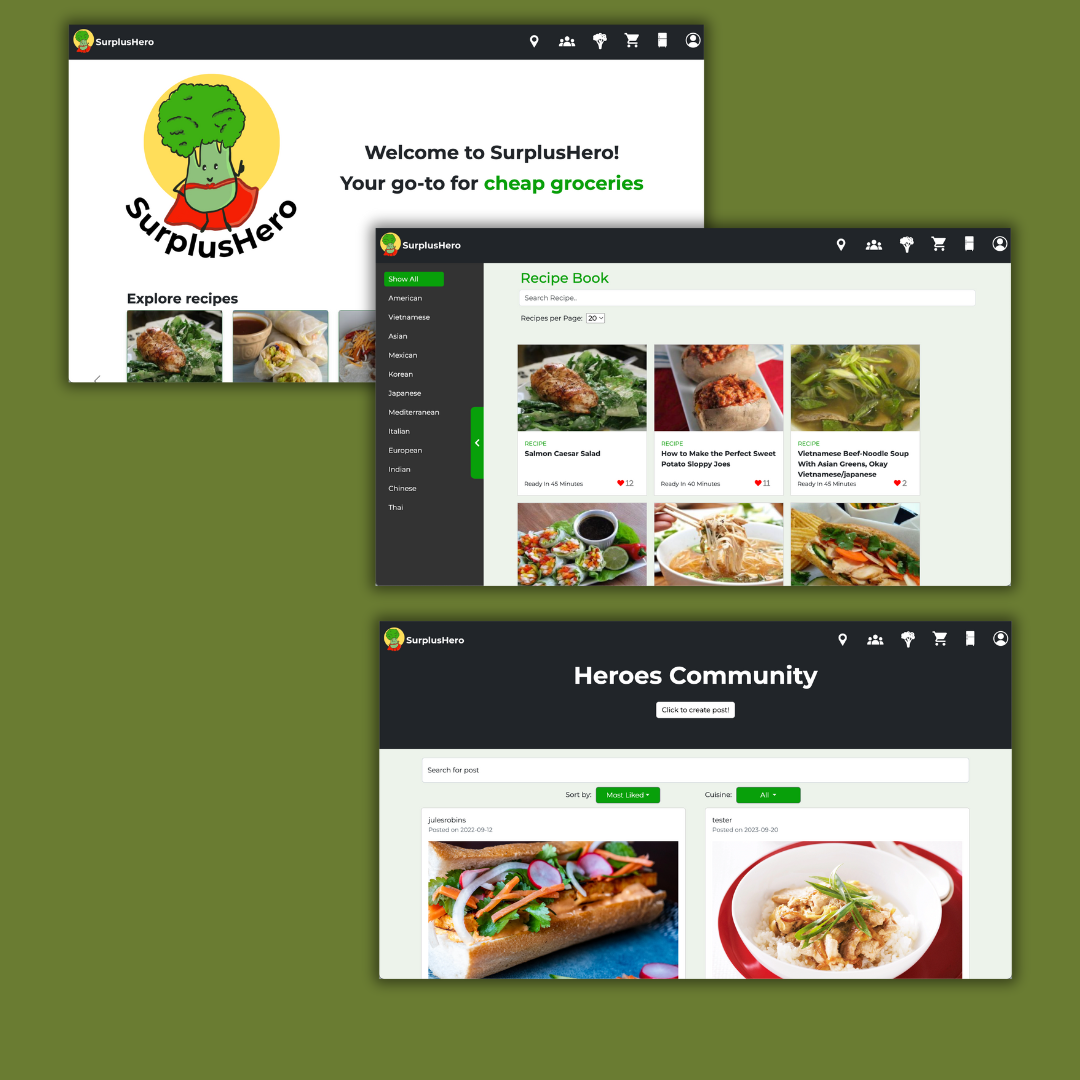 SurplusHero
SurplusHero
Welcome to SurplusHero!
Your go-to for cheap groceries
Explore recipes
SurplusHero
Show All
American
Vietnamese
Asian
Mexican
Korean
Japanese
Mediterranean
Italian
European
Indian
Chinese
Thai
Recipe Book
Search Recipe..
Recipes per Page: 20
RECIPE
Salmon Caesar Salad
Ready In 45 Minutes
12
RECIPE
How to Make the Perfect Sweet
Potato Sloppy Joes
Ready In 40 Minutes
11
RECIPE
Vietnamese Beef-Noodle Soup
With Asian Greens, Okay
Vietnamese/japanese
Ready In 45 Minutes
2
SurplusHero
Heroes Community
Click to create post!
Search for post
Sort by: Most Liked
Cuisine: All
julesrobins
Posted on 2022-09-12
tester
Posted on 2023-09-20